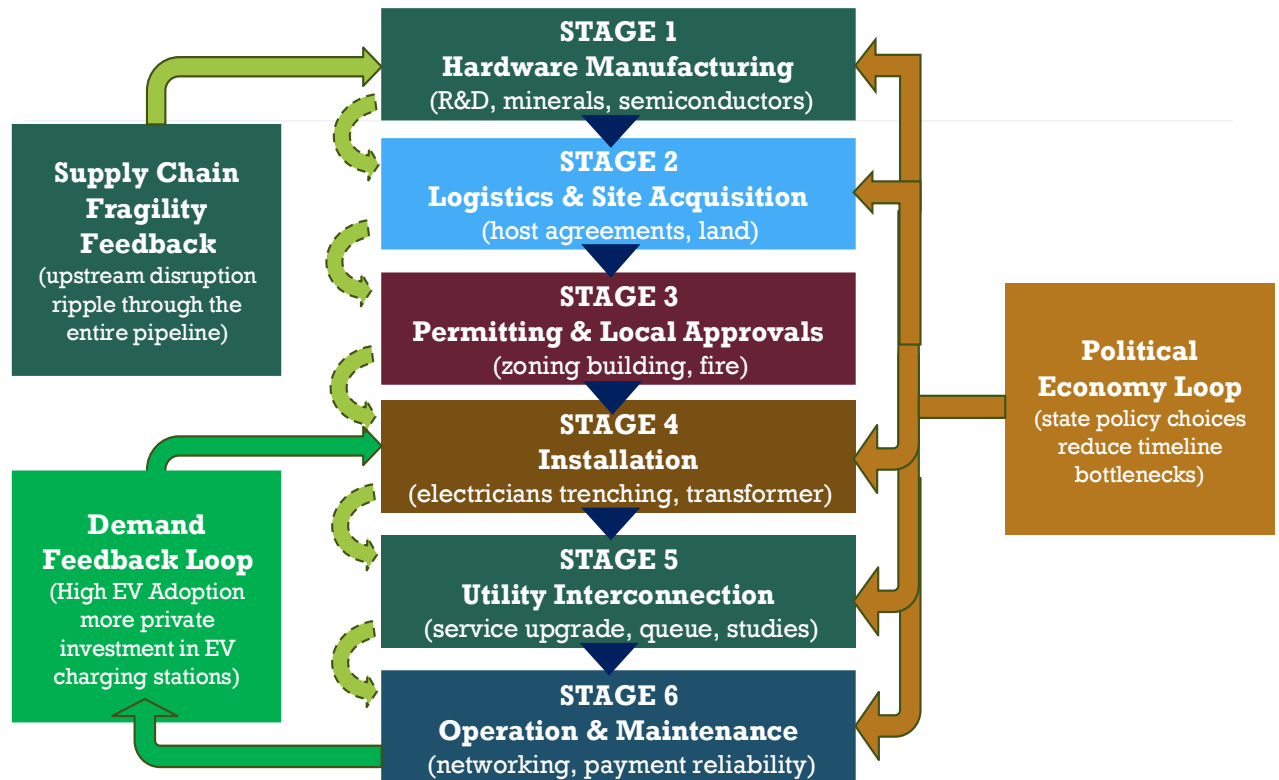 STAGE 1
Hardware Manufacturing
(R&D, minerals, semiconductors)
Supply Chain
Fragility
Feedback
(upstream disruption
ripple through the
entire pipeline)
STAGE 2
Logistics & Site Acquisition
(host agreements, land)
STAGE 3
Permitting & Local Approvals
(zoning building, fire)
Political
Economy Loop
(state policy choices
reduce timeline
bottlenecks)
STAGE 4
Installation
(electricians trenching, transformer)
Demand
Feedback Loop
(High EV Adoption
more private
investment in EV
charging stations)
STAGE 5
Utility Interconnection
(service upgrade, queue, studies)
STAGE 6
Operation & Maintenance
(networking, payment reliability)